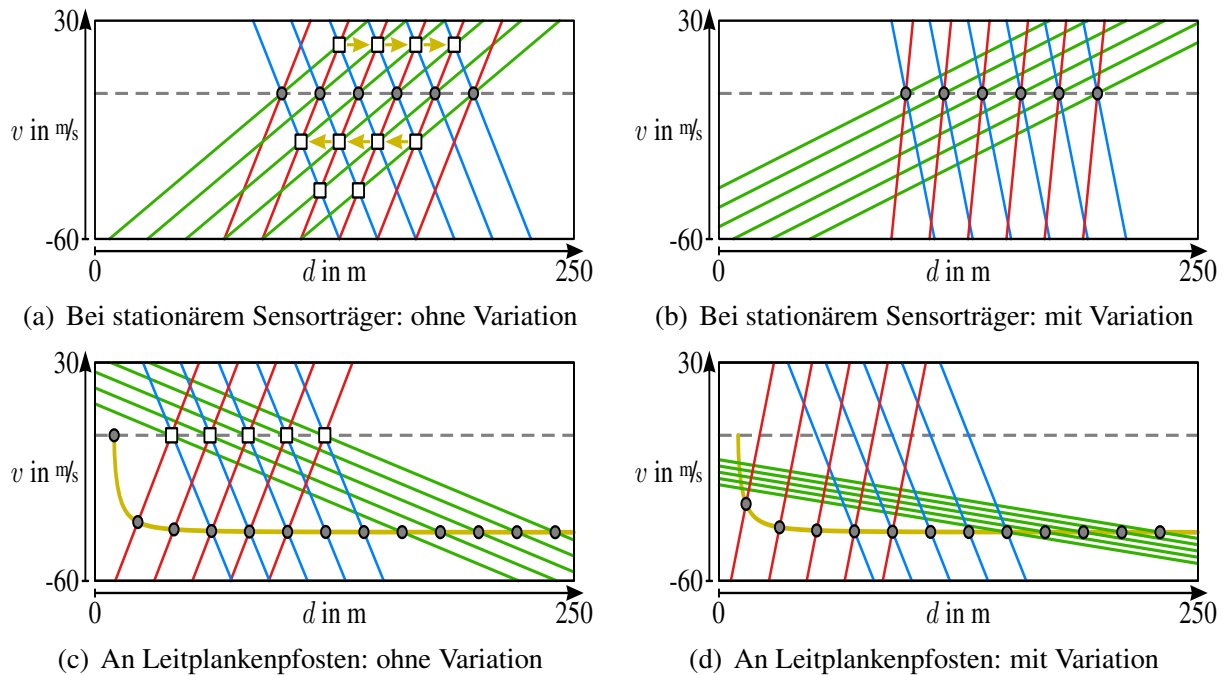 30
30
v in m/s
v in m/s
-60
-60
0
250
0
250
d in m
d in m
(a) Bei stationärem Sensorträger: ohne Variation
(b) Bei stationärem Sensorträger: mit Variation
30
30
v in m/s
v in m/s
-60
-60
0
250
0
250
d in m
d in m
(c) An Leitplankenpfosten: ohne Variation
(d) An Leitplankenpfosten: mit Variation